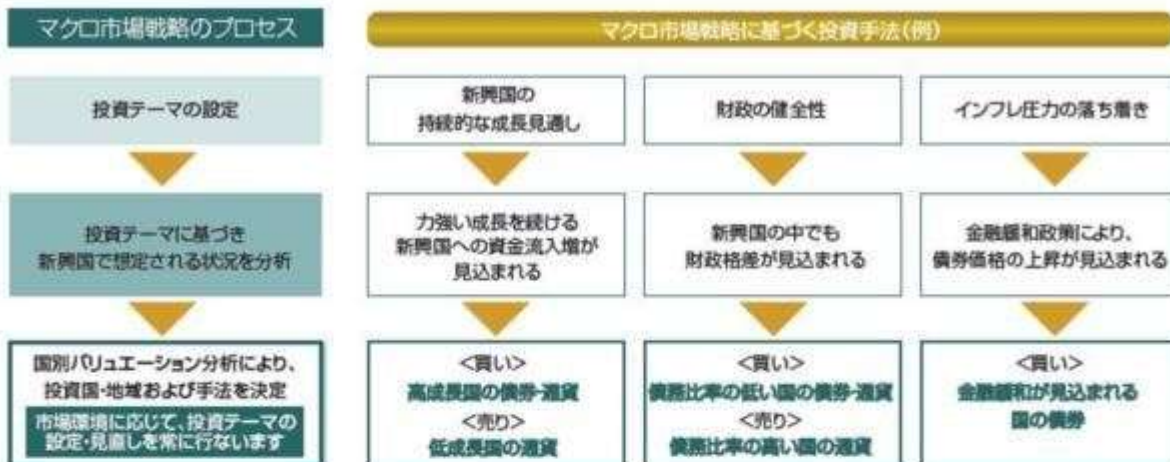 マクロ市場戦略のプロセス
マクロ市場戦略に基づく投資手法(例)
投資テーマの設定
新興国の
持続的な成長見通し
財政の健全性
インフレ圧力の落ち着き
投資テーマに基づき
新興国で想定される状況を分析
力強い成長を続ける
新興国への資金流入増が
見込まれる
新興国の中でも
財政格差が見込まれる
金融緩和政策により、
債券価格の上昇が見込まれる
国別バリュエーション分析により、
投資国・地域および手法を決定
市場環境に応じて、投資テーマの
設定・見直しを常に行ないます
<買い>
高成長国の債券・通貨
<売り>
低成長国の通貨
<買い>
債務比率の低い国の債券・通貨
<売り>
債務比率の高い国の通貨
<買い>
金融緩和が見込まれる
国の債券